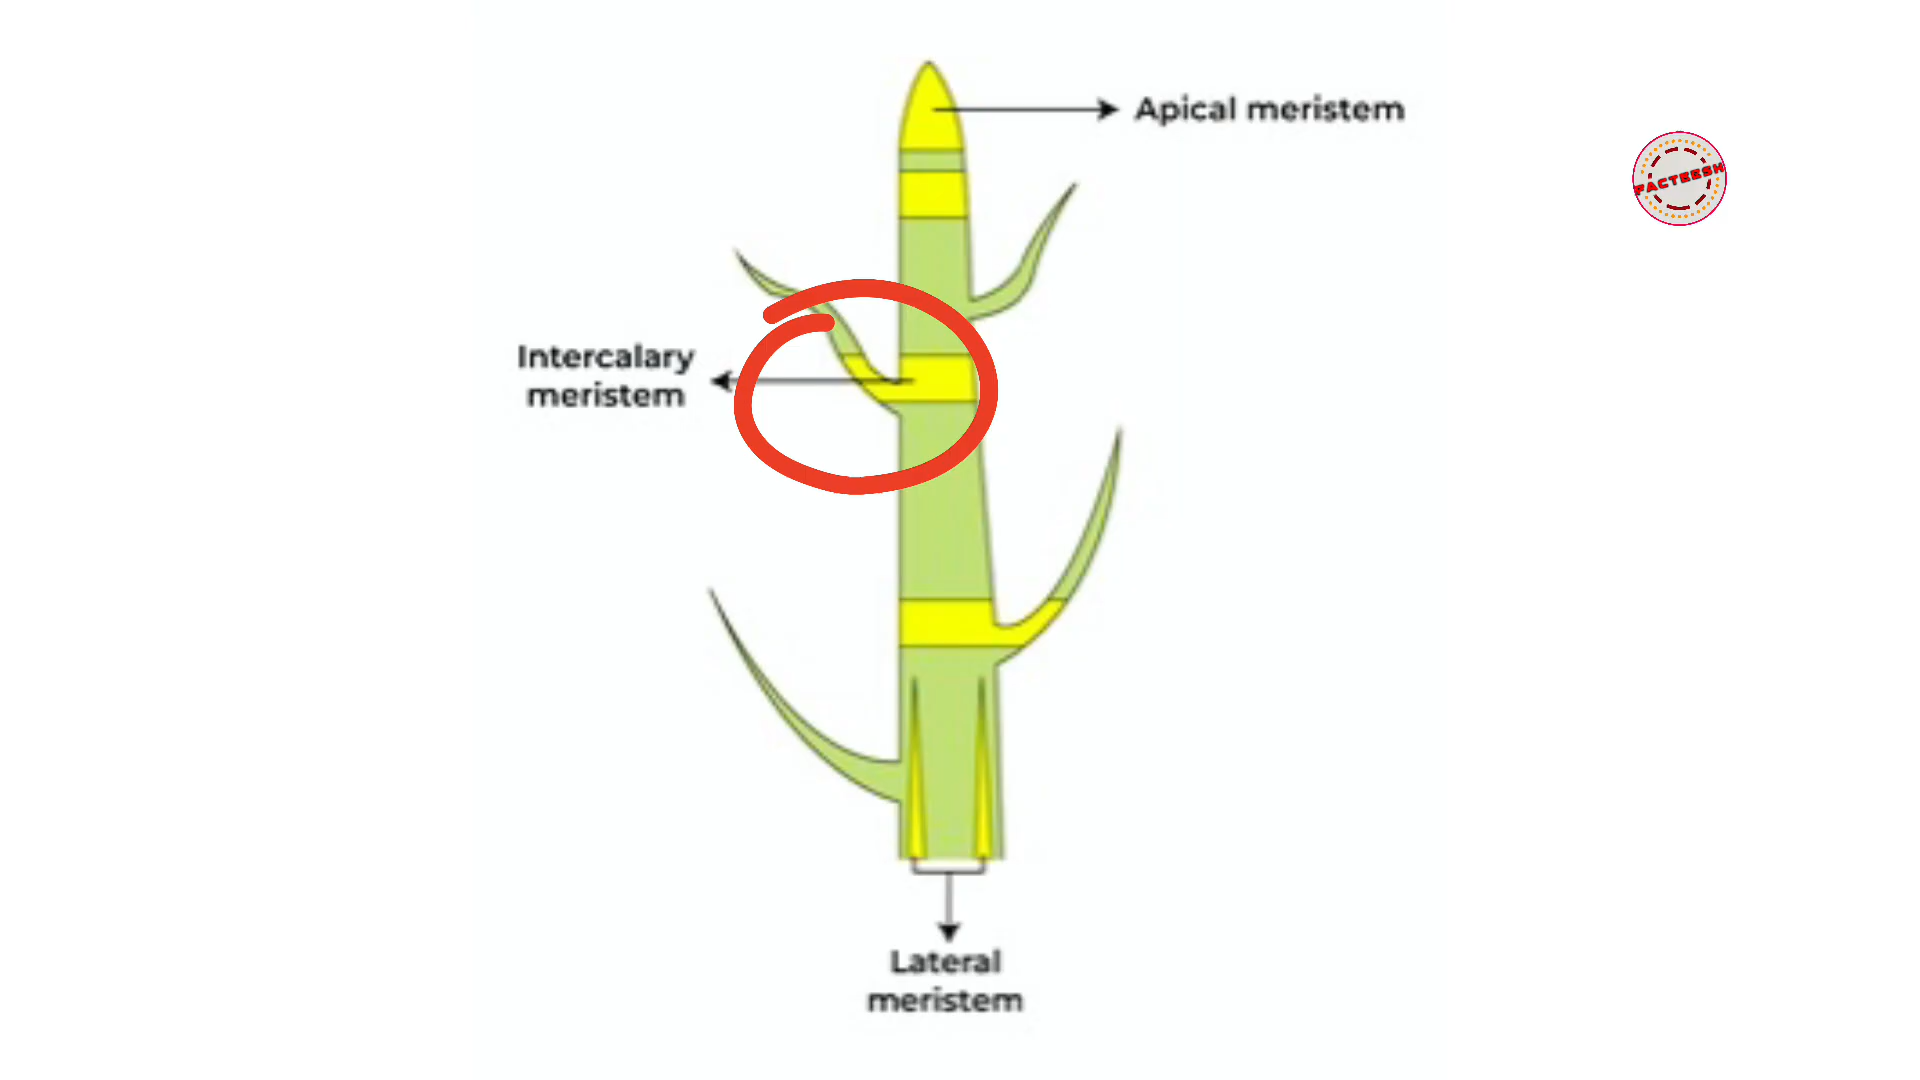 Apical meristem
FACTEESH
Intercalary
meristem
Lateral
meristem